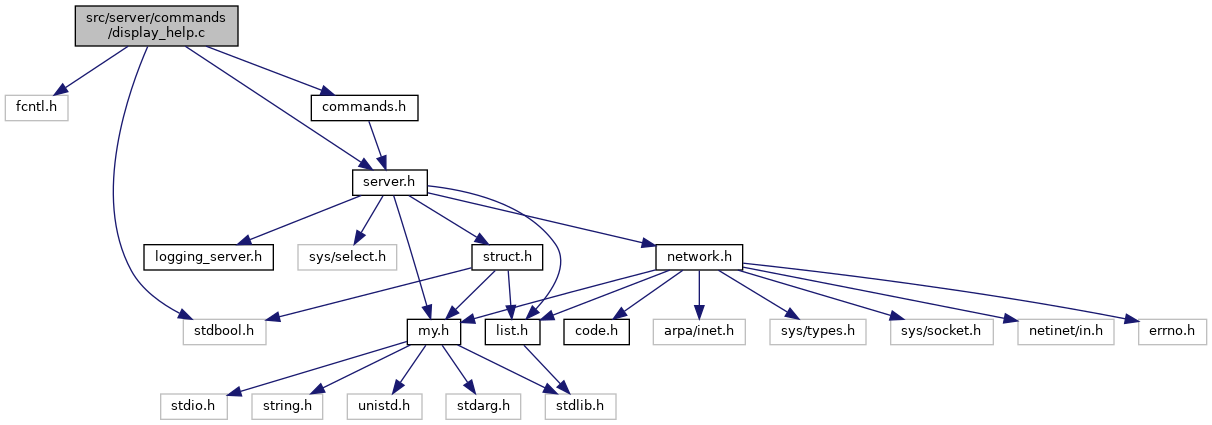 src/server/commands
/display_help.c
fcntl.h
commands.h
server.h
logging_server.h
sys/select.h
struct.h
network.h
stdbool.h
my.h
list.h
code.h
arpa/inet.h
sys/types.h
sys/socket.h
netinet/in.h
errno.h
stdio.h
string.h
unistd.h
stdarg.h
stdlib.h